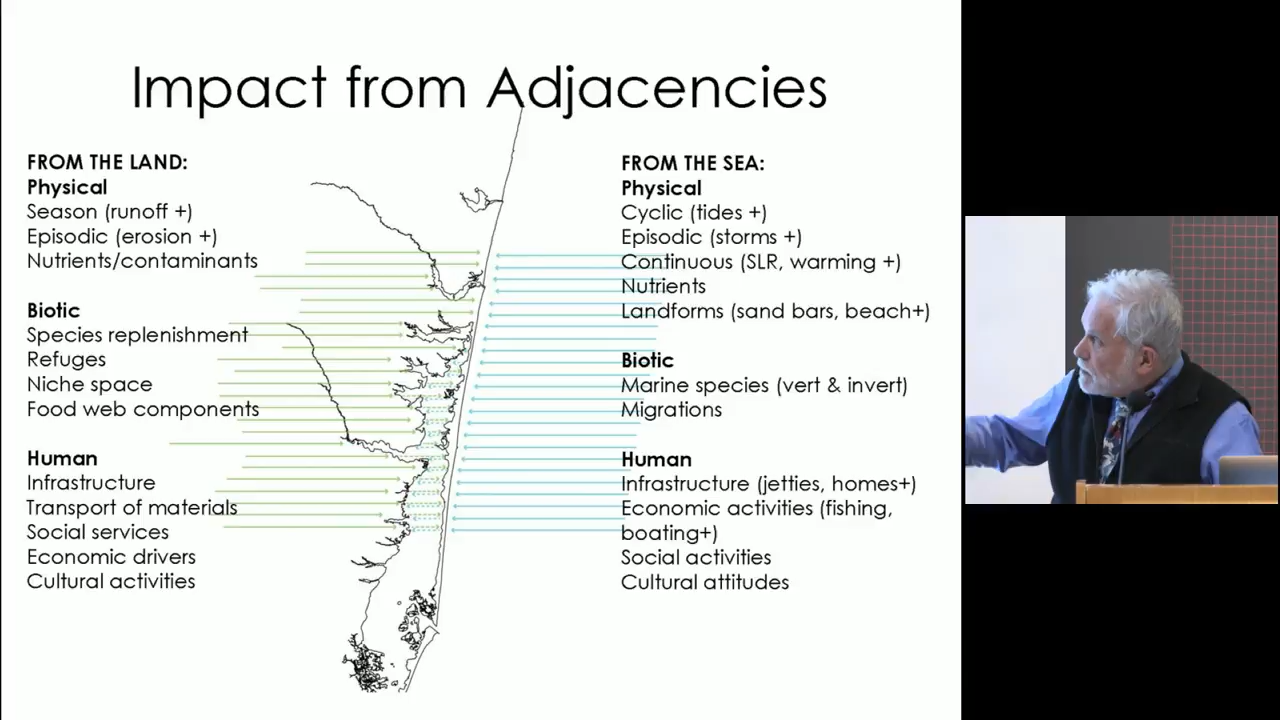 Impact from Adjacencies
FROM THE LAND:
Physical
Season (runoff +)
Episodic (erosion +)
Nutrients/contaminants
Biotic
Species replenishment
Refuges
Niche space
Food web components
Human
Infrastructure
Transport of materials
Social services
Economic drivers
Cultural activities
FROM THE SEA:
Physical
Cyclic (tides +)
Episodic (storms +)
Continuous (SLR, warming +)
Nutrients
Landforms (sand bars, beach+)
Biotic
Marine species (vert & invert)
Migrations
Human
Infrastructure (jetties, homes+)
Economic activities (fishing,
boating+)
Social activities
Cultural attitudes